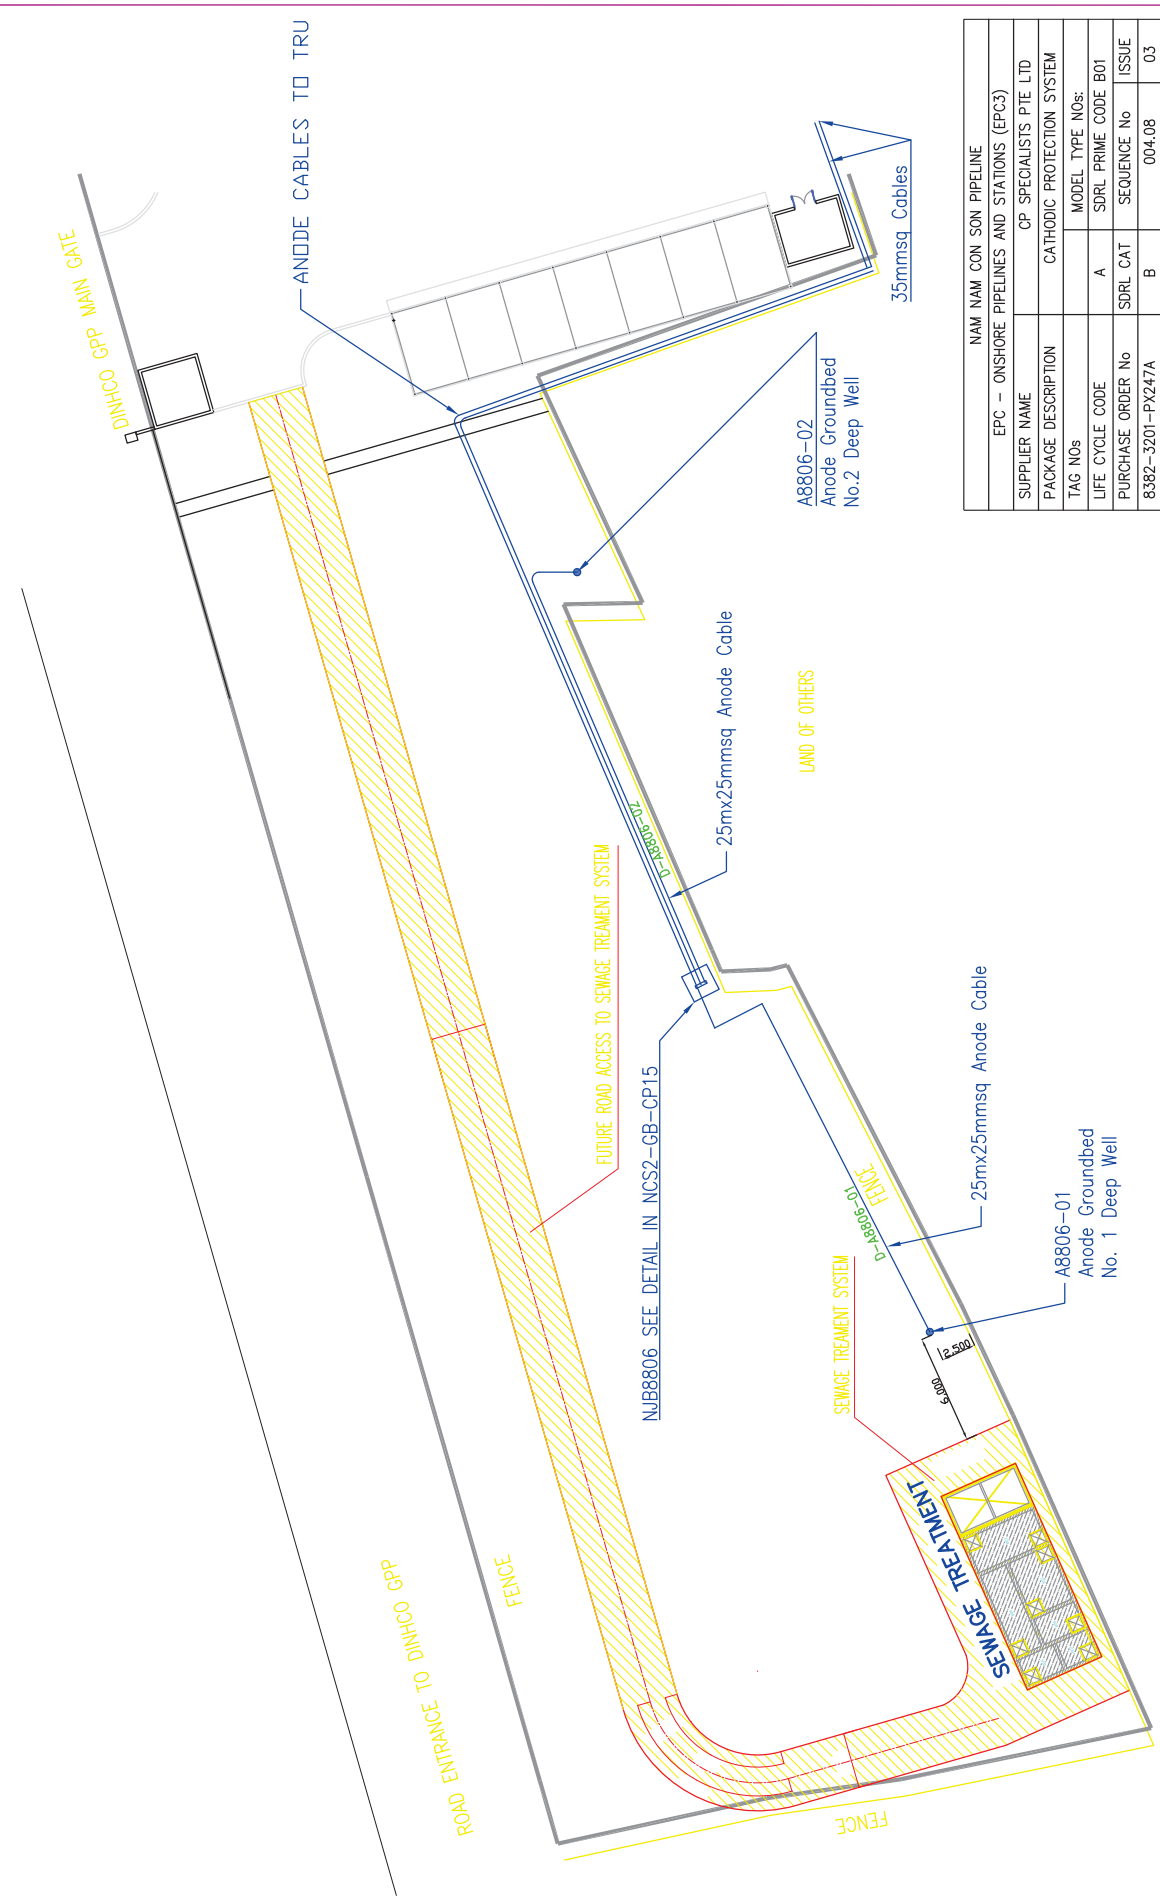 ANODE CABLES TO TRU
DINHCO GPP MAIN GATE
35mmsq Cables
A8806-02
Anode Groundbed
No.2 Deep Well
25mx25mmsq Anode Cable
D-A8806-02
LAND OF OTHERS
FUTURE ROAD ACCESS TO SEWAGE TREAMENT SYSTEM
NJB8806 SEE DETAIL IN NCS2-GB-CP15
25mx25mmsq Anode Cable
FENCE
D-A8806-01
A8806-01
Anode Groundbed
No. 1 Deep Well
SEWAGE TREAMENT SYSTEM
2.500
6.000
SEWAGE TREATMENT
FENCE
ROAD ENTRANCE TO DINHCO GPP
FENCE
NAM NAM CON SON PIPELINE
EPC - ONSHORE PIPELINES AND STATIONS (EPC3)
SUPPLIER NAME CP SPECIALISTS PTE LTD
PACKAGE DESCRIPTION CATHODIC PROTECTION SYSTEM
TAG NOs MODEL TYPE NOs:
LIFE CYCLE CODE A SDRL PRIME CODE B01
PURCHASE ORDER No SDRL CAT SEQUENCE No ISSUE
8382-3201-PX247A B 004.08 03